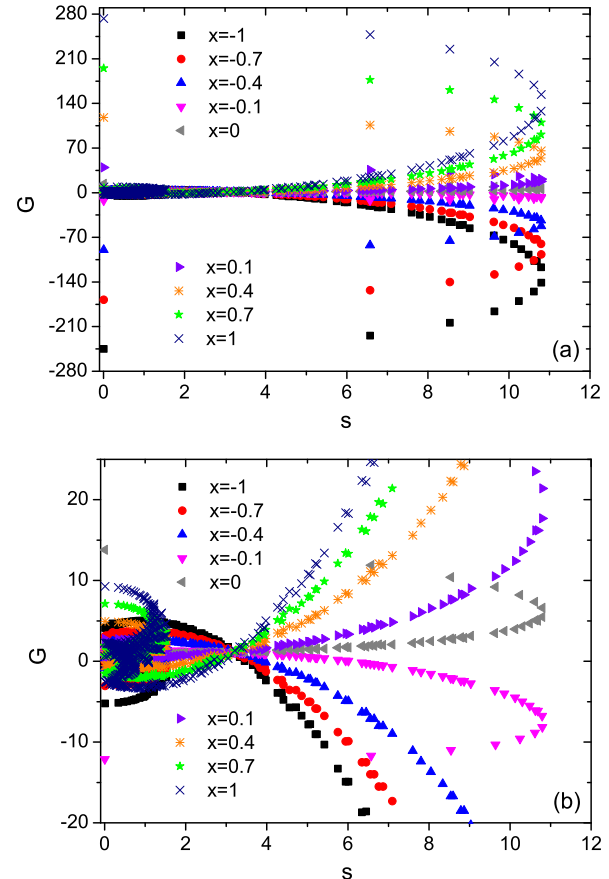 280
210
140
70
0
-70
-140
-210
-280
G
x=-1
x=-0.7
x=-0.4
x=-0.1
x=0
x=0.1
x=0.4
x=0.7
x=1
(a)
0 2 4 6 8 10 12
s
20
10
0
-10
-20
G
x=-1
x=-0.7
x=-0.4
x=-0.1
x=0
x=0.1
x=0.4
x=0.7
x=1
(b)
0 2 4 6 8 10 12
s